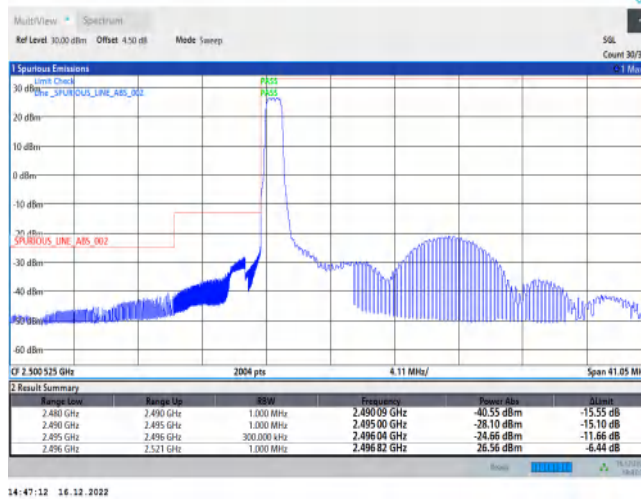 MultiView Spectrum
Ref Level 30.00 dBm Offset 4.50 dB Mode Sweep SGL
Count 30/3
1 Spurious Emissions 1 Ma
Limit Check PASS
30 dBm
Line _SPURIOUS_LINE_ABS_002 PASS
20 dBm
10 dBm
0 dBm
-10 dBm
-20 dBm
SPURIOUS_LINE_ABS_002
-30 dBm
-40 dBm
-50 dBm
-60 dBm
CF 2.500 525 GHz 2004 pts 4.11 MHz/ Span 41.05 MH
2 Result Summary
Range Low Range Up RBW Frequency Power Abs ΔLimit
2.480 GHz 2.490 GHz 1.000 MHz 2.490 09 GHz -40.55 dBm -15.55 dB
2.490 GHz 2.495 GHz 1.000 MHz 2.495 00 GHz -28.10 dBm -15.10 dB
2.495 GHz 2.496 GHz 300.000 kHz 2.496 04 GHz -24.66 dBm -11.66 dB
2.496 GHz 2.521 GHz 1.000 MHz 2.496 82 GHz 26.56 dBm -6.44 dB
Ready
14:47:12 16.12.2022